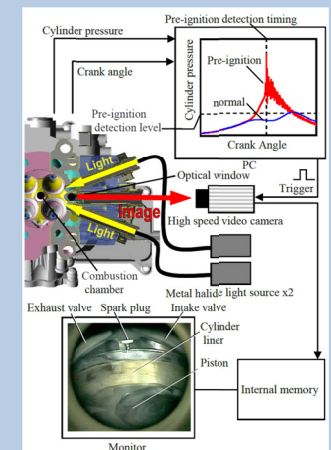 Pre-ignition detection timing
Cylinder pressure
Crank angle
Cylinder pressure
Pre-ignition
normal
Pre-ignition
detection level
Crank Angle
PC
Light
Optical window
Trigger
Image
High speed video camera
Light
Combustion
chamber
Metal halide light source x2
Exhaust valve
Spark plug
Intake valve
Cylinder
liner
Piston
Internal memory
Monitor